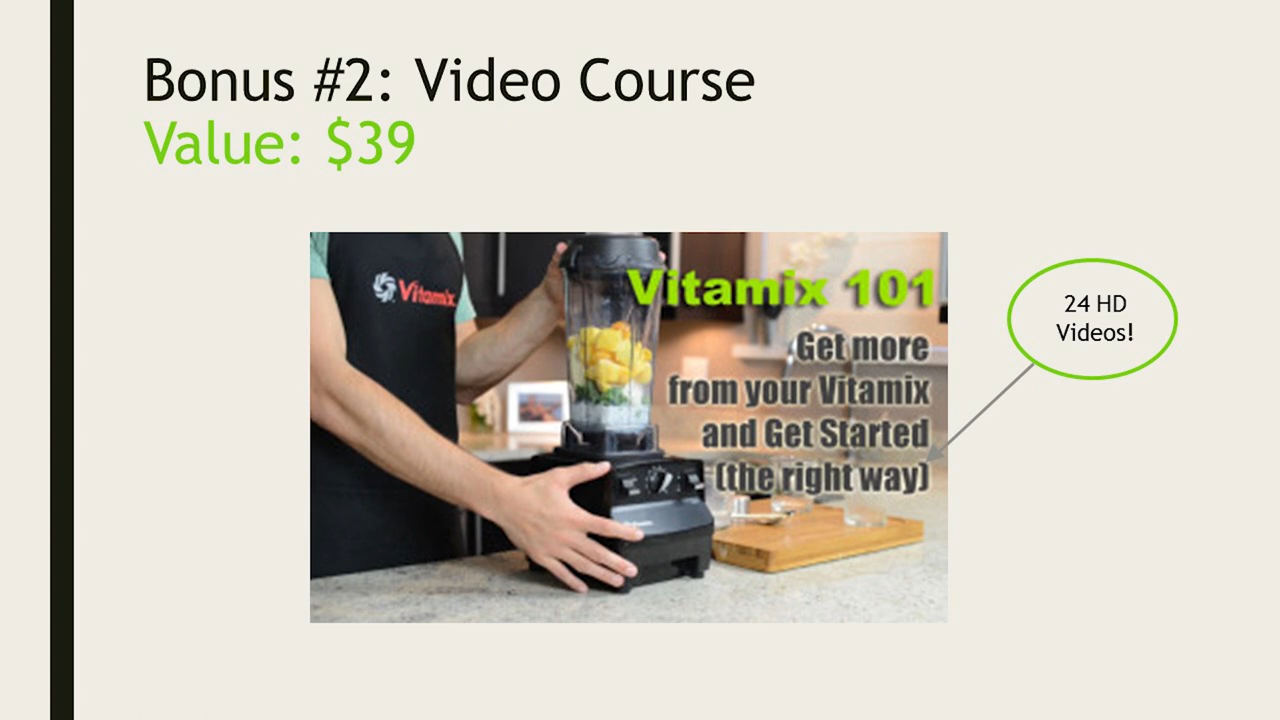 Bonus #2: Video Course
Value: $39
Vitamix
Vitamix 101
Get more
from your Vitamix
and Get Started
(the right way)
24 HD
Videos!